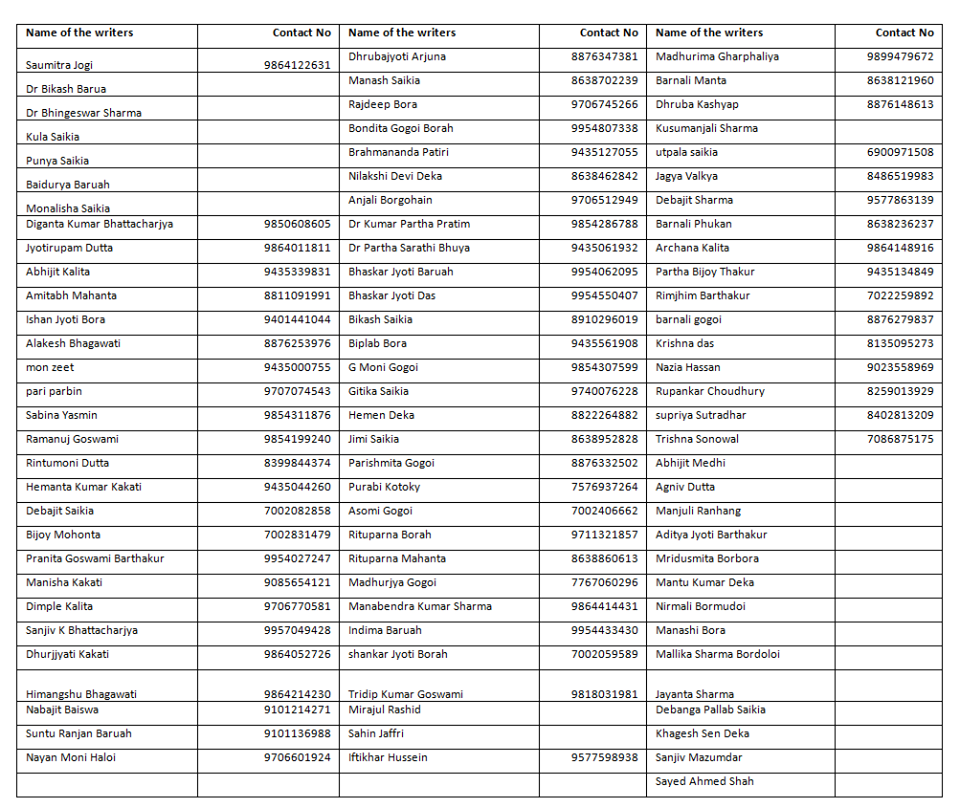 Name of the writers Contact No Name of the writers Contact No Name of the writers Contact No
Saumitra Jogi 9864122631 Dhrubajyoti Arjuna 8876347381 Madhurima Gharphaliya 9899479672
Dr Bikash Barua Manash Saikia 8638702239 Barnali Manta 8638121960
Dr Bhingeswar Sharma Rajdeep Bora 9706745266 Dhruba Kashyap 8876148613
Kula Saikia Bondita Gogoi Borah 9954807338 Kusumanjali Sharma
Punya Saikia Brahmananda Patiri 9435127055 utpala saikia 6900971508
Baidurya Baruah Nilakshi Devi Deka 8638462842 Jagya Valkya 8486519983
Monalisha Saikia Anjali Borgohain 9706512949 Debajit Sharma 9577863139
Diganta Kumar Bhattacharjya 9850608605 Dr Kumar Partha Pratim 9854286788 Barnali Phukan 8638236237
Jyotirupam Dutta 9864011811 Dr Partha Sarathi Bhuya 9435061932 Archana Kalita 9864148916
Abhijit Kalita 9435339831 Bhaskar Jyoti Baruah 9954062095 Partha Bijoy Thakur 9435134849
Amitabh Mahanta 8811091991 Bhaskar Jyoti Das 9954550407 Rimjhim Barthakur 7022259892
Ishan Jyoti Bora 9401441044 Bikash Saikia 8910296019 barnali gogoi 8876279837
Alakesh Bhagawati 8876253976 Biplab Bora 9435561908 Krishna das 8135095273
mon zeet 9435000755 G Moni Gogoi 9854307599 Nazia Hassan 9023558969
pari parbin 9707074543 Gitika Saikia 9740076228 Rupankar Choudhury 8259013929
Sabina Yasmin 9854311876 Hemen Deka 8822264882 supriya Sutradhar 8402813209
Ramanuj Goswami 9854199240 Jimi Saikia 8638952828 Trishna Sonowal 7086875175
Rintumoni Dutta 8399844374 Parishmita Gogoi 8876332502 Abhijit Medhi
Hemanta Kumar Kakati 9435044260 Purabi Kotoky 7576937264 Agniv Dutta
Debajit Saikia 7002082858 Asomi Gogoi 7002406662 Manjuli Ranhang
Bijoy Mohonta 7002831479 Rituparna Borah 9711321857 Aditya Jyoti Barthakur
Pranita Goswami Barthakur 9954027247 Rituparna Mahanta 8638860613 Mridusmita Borbora
Manisha Kakati 9085654121 Madhurjya Gogoi 7767060296 Mantu Kumar Deka
Dimple Kalita 9706770581 Manabendra Kumar Sharma 9864414431 Nirmali Bormudoi
Sanjiv K Bhattacharjya 9957049428 Indima Baruah 9954433430 Manashi Bora
Dhurjjyati Kakati 9864052726 shankar Jyoti Borah 7002059589 Mallika Sharma Bordoloi
Himangshu Bhagawati 9864214230 Tridip Kumar Goswami 9818031981 Jayanta Sharma
Nabajit Baiswa 9101214271 Mirajul Rashid Debanga Pallab Saikia
Suntu Ranjan Baruah 9101136988 Sahin Jaffri Khagesh Sen Deka
Nayan Moni Haloi 9706601924 Iftikhar Hussein 9577598938 Sanjiv Mazumdar
Sayed Ahmed Shah